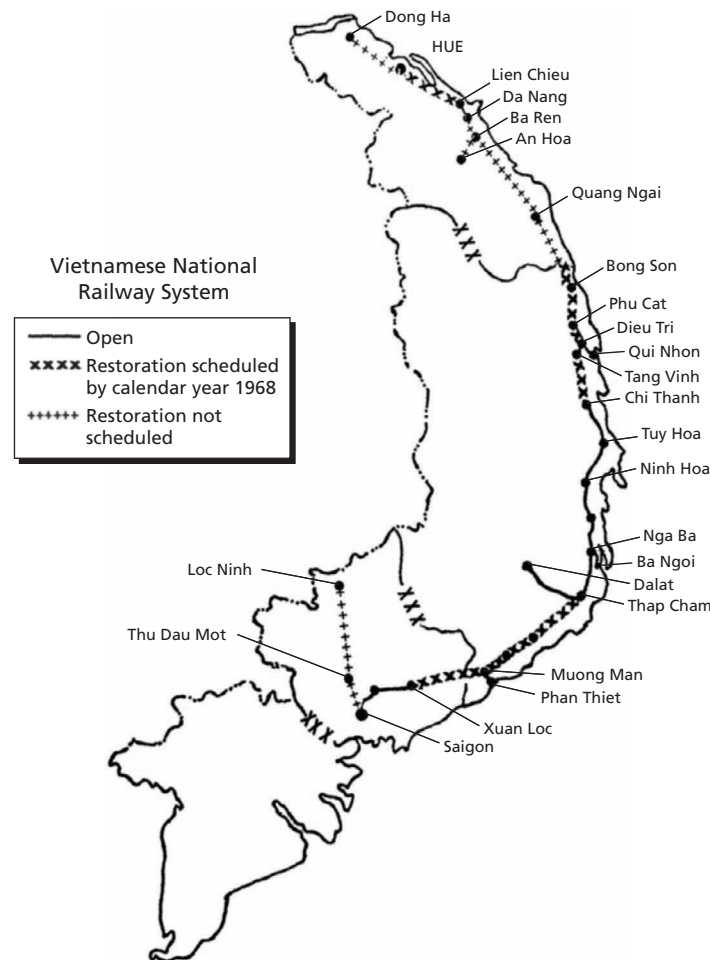 Dong Ha
HUE
Lien Chieu
Da Nang
Ba Ren
An Hoa
Quang Ngai
Vietnamese National
Railway System
Bong Son
Phu Cat
Open
Dieu Tri
Restoration scheduled
by calendar year 1968
Qui Nhon
Tang Vinh
Chi Thanh
Restoration not
scheduled
Tuy Hoa
Ninh Hoa
Nga Ba
Ba Ngoi
Loc Ninh
Dalat
Thap Cham
Thu Dau Mot
Muong Man
Phan Thiet
Xuan Loc
Saigon